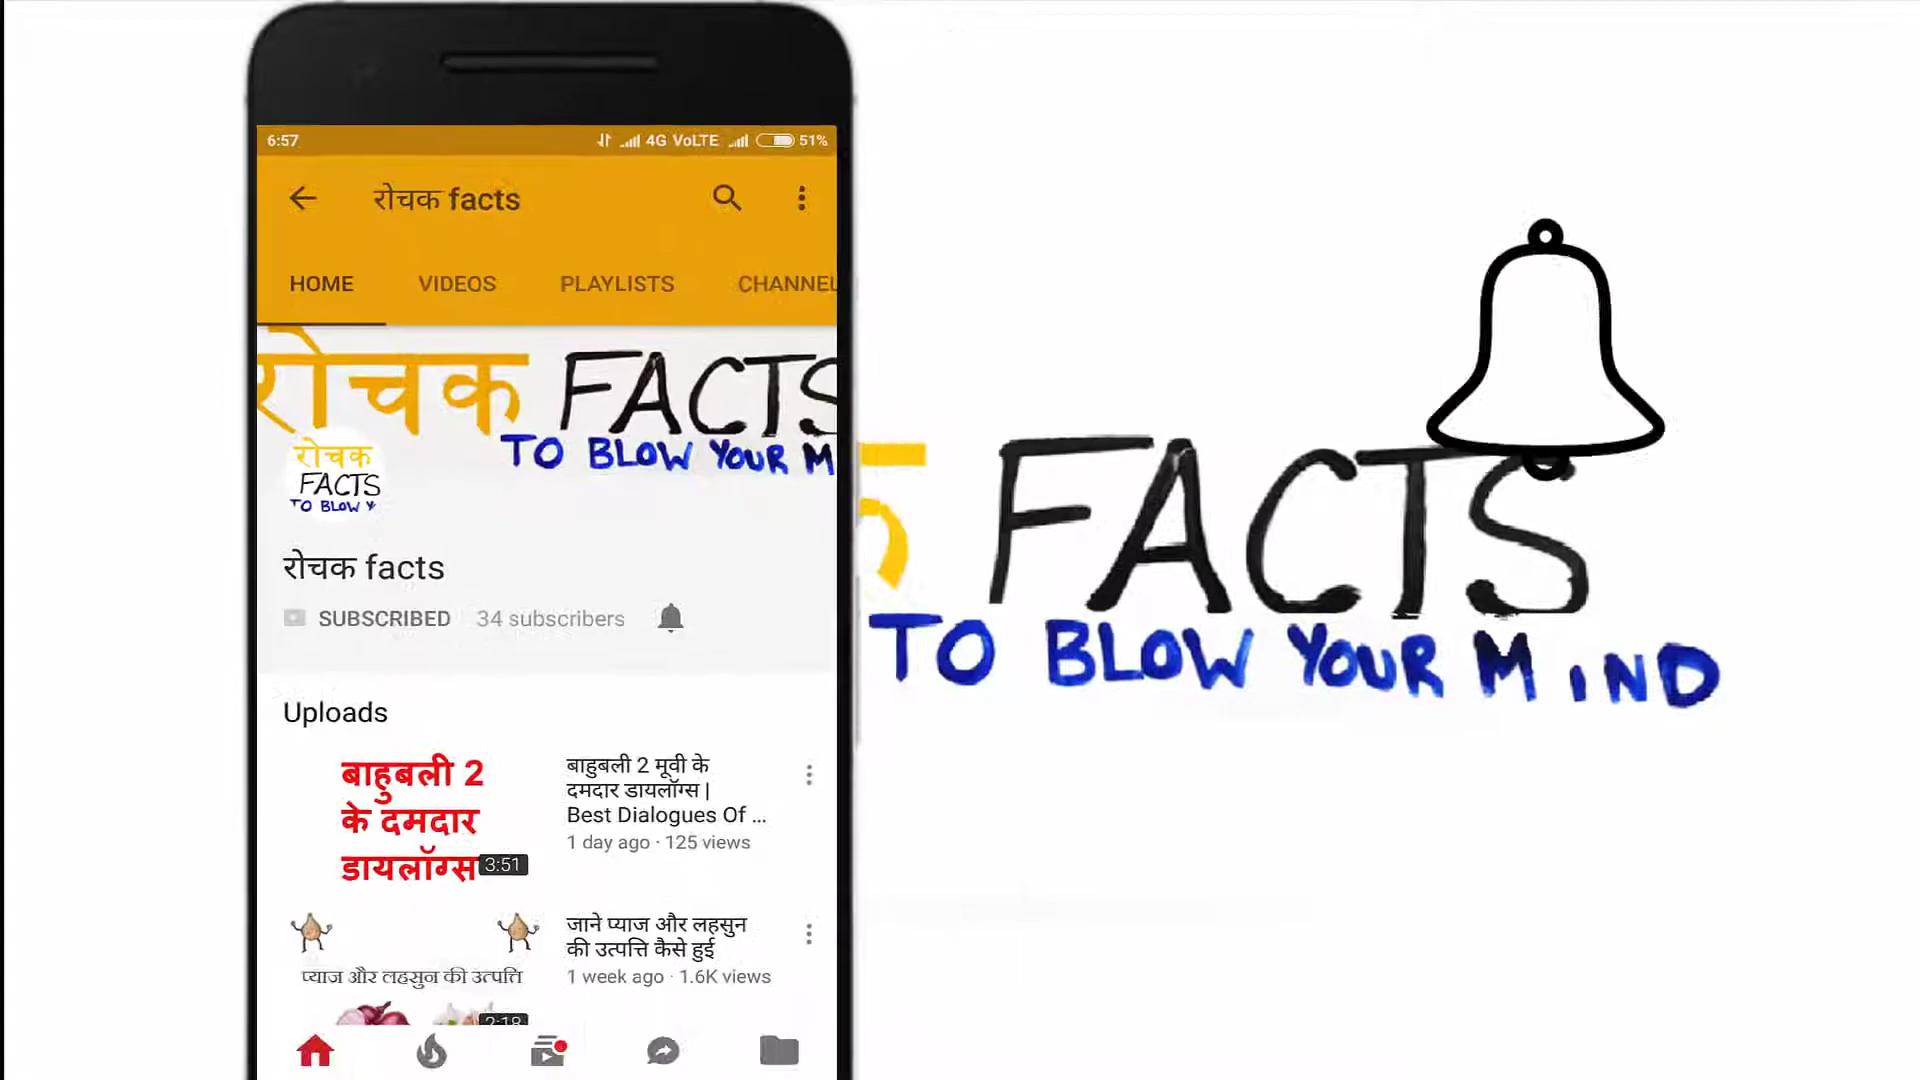 6:57 4G VoLTE 51%
रोचक facts
HOME VIDEOS PLAYLISTS CHANNEL
रोचक FACTS
TO BLOW YOUR M
रोचक
FACTS
TO BLOW Y
रोचक facts
SUBSCRIBED 34 subscribers
Uploads
बाहुबली 2
के दमदार
डायलॉग्स
3:51
बाहुबली 2 मूवी के
दमदार डायलॉग्स |
Best Dialogues Of ...
1 day ago · 125 views
प्याज और लहसुन की उत्पत्ति
2:18
जाने प्याज और लहसुन
की उत्पत्ति कैसे हुई
1 week ago · 1.6K views
क FACTS
TO BLOW YOUR MIND